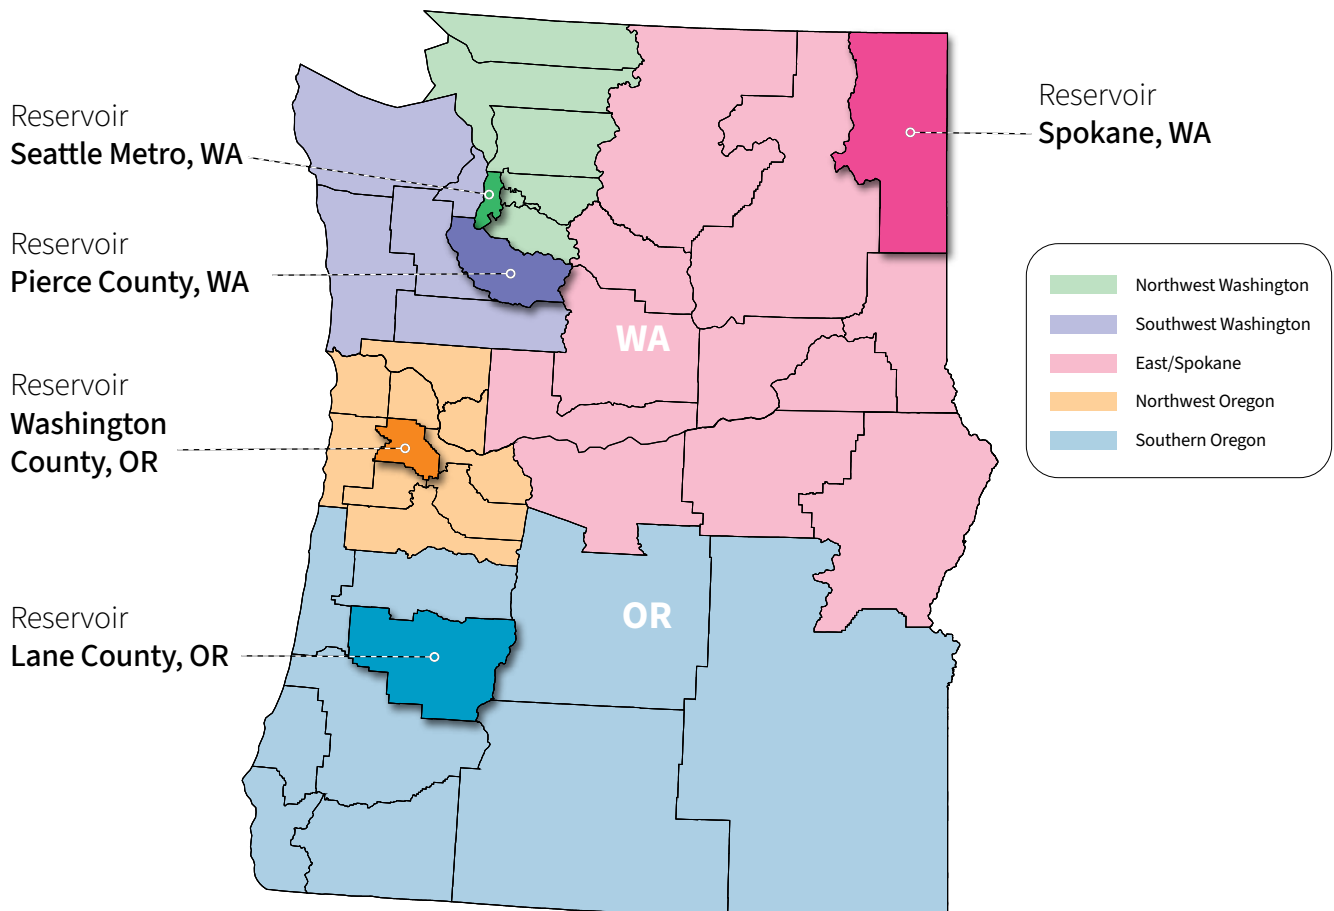 Reservoir
Seattle Metro, WA
Reservoir
Pierce County, WA
Reservoir
Washington
County, OR
Reservoir
Lane County, OR
Reservoir
Spokane, WA
WA
OR
Northwest Washington
Southwest Washington
East/Spokane
Northwest Oregon
Southern Oregon